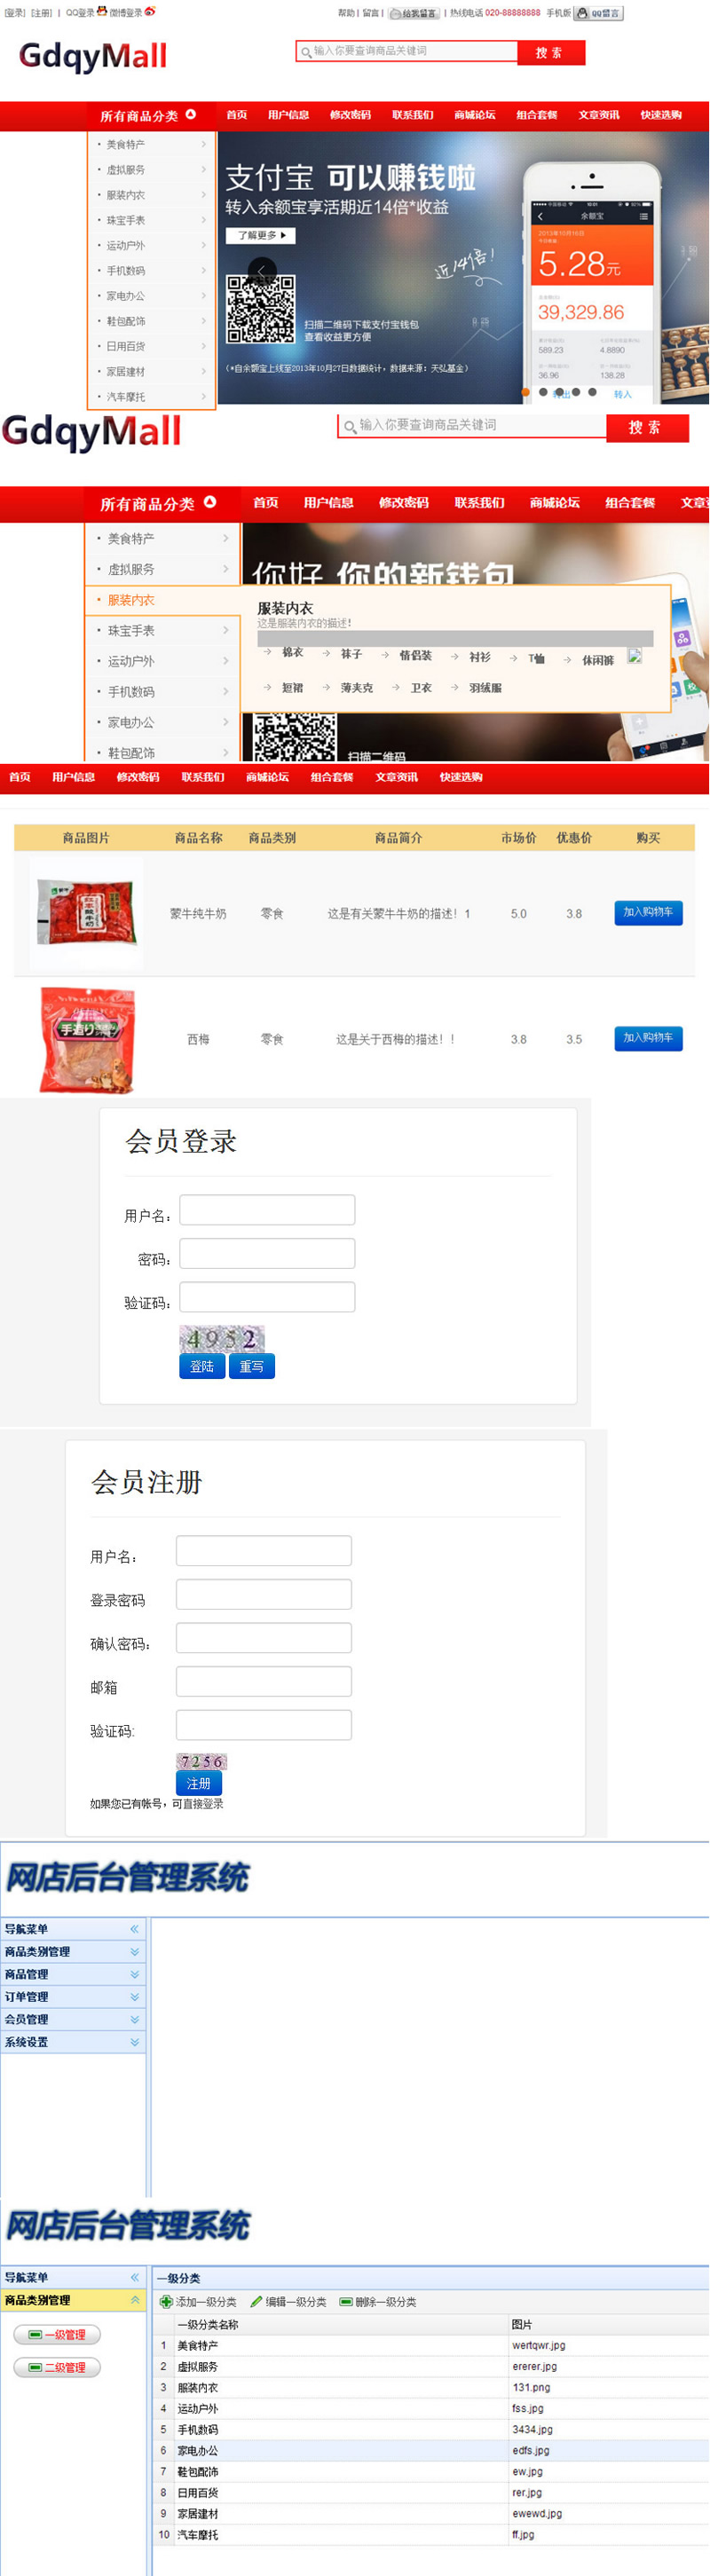 [登录] [注册] | QQ登录 微博登录
帮助 | 留言 | 给我留言 | 热线电话 020-88888888 手机版 QQ留言
GdqyMall
输入你要查询商品关键词 搜 索
所有商品分类 首页 用户信息 修改密码 联系我们 商城论坛 组合套餐 文章资讯 快速选购
• 美食特产
• 虚拟服务
• 服装内衣
• 珠宝手表
• 运动户外
• 手机数码
• 家电办公
• 鞋包配饰
• 日用百货
• 家居建材
• 汽车摩托
支付宝 可以赚钱啦
转入余额宝享活期近14倍*收益
了解更多
近14倍!
扫描二维码下载支付宝钱包
查看收益更方便
(*自余额宝上线至2013年10月27日数据统计，数据来源：天弘基金)
余额宝
2013年10月16日
5.28元
39,329.86
589.23 4.8890
36.96 138.28
转出 转入
GdqyMall
输入你要查询商品关键词 搜 索
所有商品分类 首页 用户信息 修改密码 联系我们 商城论坛 组合套餐
• 美食特产
• 虚拟服务
• 服装内衣
• 珠宝手表
• 运动户外
• 手机数码
• 家电办公
• 鞋包配饰
你好 你的新钱包
服装内衣
这是服装内衣的描述!
棉衣 袜子 情侣装 衬衫 T恤 休闲裤
短裙 薄夹克 卫衣 羽绒服
扫描二维码
首页 用户信息 修改密码 联系我们 商城论坛 组合套餐 文章资讯 快速选购
商品图片 商品名称 商品类别 商品简介 市场价 优惠价 购买
蒙牛纯牛奶 零食 这是有关蒙牛牛奶的描述！1 5.0 3.8 加入购物车
手造り
西梅 零食 这是关于西梅的描述！！ 3.8 3.5 加入购物车
会员登录
用户名：
密码：
验证码：
4952
登陆 重写
会员注册
用户名：
登录密码
确认密码：
邮箱
验证码:
7256
注册
如果您已有帐号，可直接登录
网店后台管理系统
导航菜单
商品类别管理
商品管理
订单管理
会员管理
系统设置
网店后台管理系统
导航菜单
商品类别管理
一级管理
二级管理
一级分类
添加一级分类 编辑一级分类 删除一级分类
一级分类名称 图片
1 美食特产 wertqwr.jpg
2 虚拟服务 ererer.jpg
3 服装内衣 131.png
4 运动户外 fss.jpg
5 手机数码 3434.jpg
6 家电办公 edfs.jpg
7 鞋包配饰 ew.jpg
8 日用百货 rer.jpg
9 家居建材 ewewd.jpg
10 汽车摩托 ff.jpg